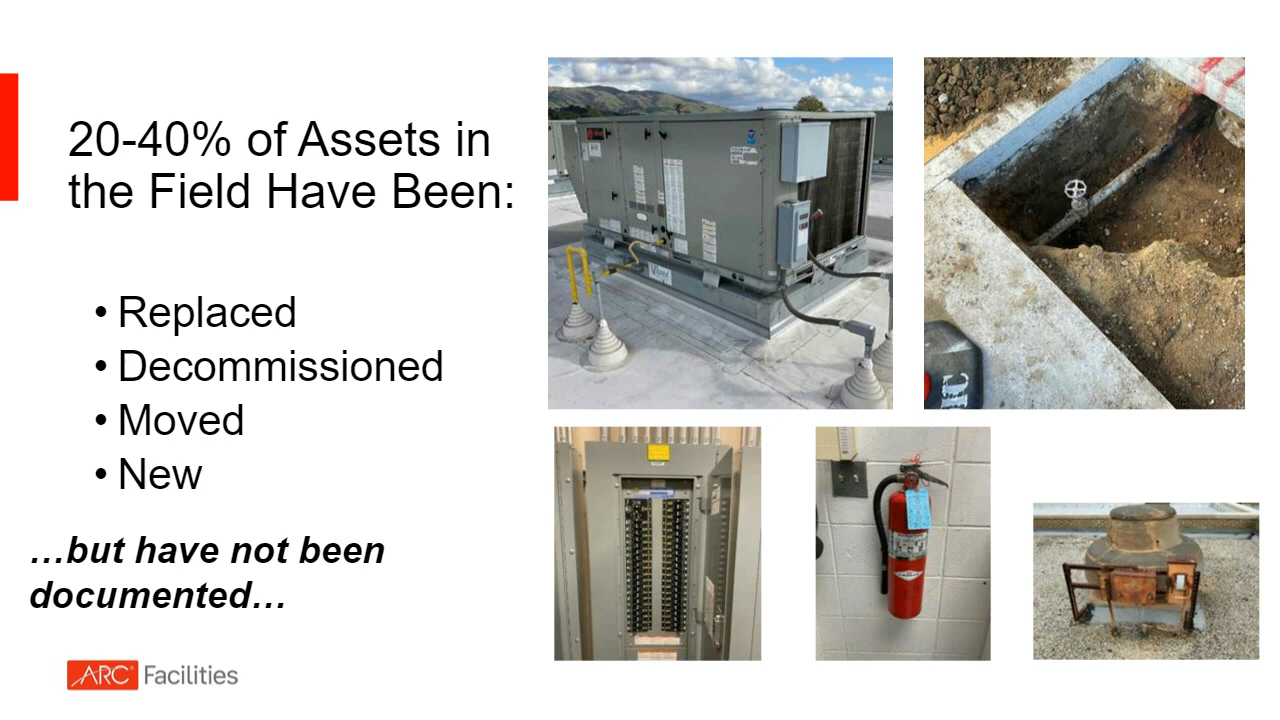 20-40% of Assets in
the Field Have Been:
• Replaced
• Decommissioned
• Moved
• New
…but have not been
documented…
ARC Facilities